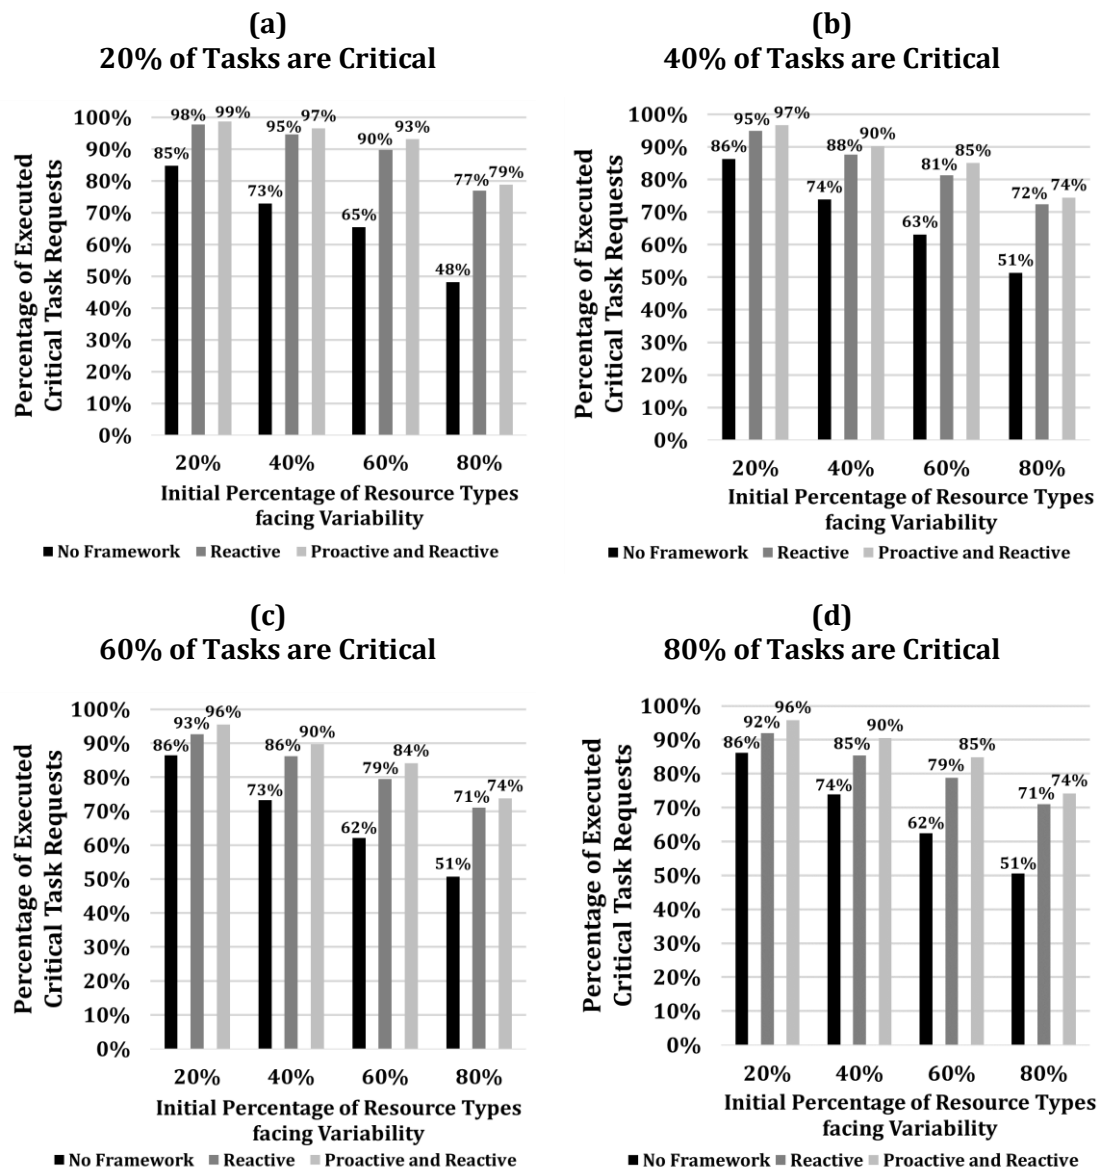 (a)
20% of Tasks are Critical
Percentage of Executed
Critical Task Requests
100%
90%
80%
70%
60%
50%
40%
30%
20%
10%
0%
85%
98%
99%
73%
95%
97%
65%
90%
93%
48%
77%
79%
20% 40% 60% 80%
Initial Percentage of Resource Types
facing Variability
No Framework Reactive Proactive and Reactive
(b)
40% of Tasks are Critical
Percentage of Executed
Critical Task Requests
100%
90%
80%
70%
60%
50%
40%
30%
20%
10%
0%
86%
95%
97%
74%
88%
90%
63%
81%
85%
51%
72%
74%
20% 40% 60% 80%
Initial Percentage of Resource Types
facing Variability
No Framework Reactive Proactive and Reactive
(c)
60% of Tasks are Critical
Percentage of Executed
Critical Task Requests
100%
90%
80%
70%
60%
50%
40%
30%
20%
10%
0%
86%
93%
96%
73%
86%
90%
62%
79%
84%
51%
71%
74%
20% 40% 60% 80%
Initial Percentage of Resource Types
facing Variability
No Framework Reactive Proactive and Reactive
(d)
80% of Tasks are Critical
Percentage of Executed
Critical Task Requests
100%
90%
80%
70%
60%
50%
40%
30%
20%
10%
0%
86%
92%
96%
74%
85%
90%
62%
79%
85%
51%
71%
74%
20% 40% 60% 80%
Initial Percentage of Resource Types
facing Variability
No Framework Reactive Proactive and Reactive